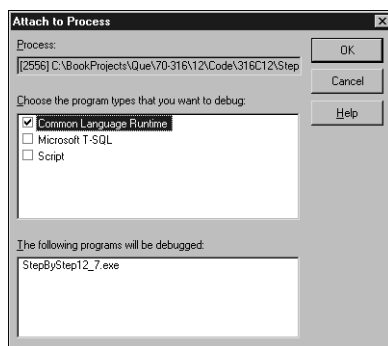 Attach to Process
Process:
[2556] C:\BookProjects\Que\70-316\12\Code\316C12\Step
OK
Cancel
Help
Choose the program types that you want to debug:
Common Language Runtime
Microsoft T-SQL
Script
The following programs will be debugged:
StepByStep12_7.exe